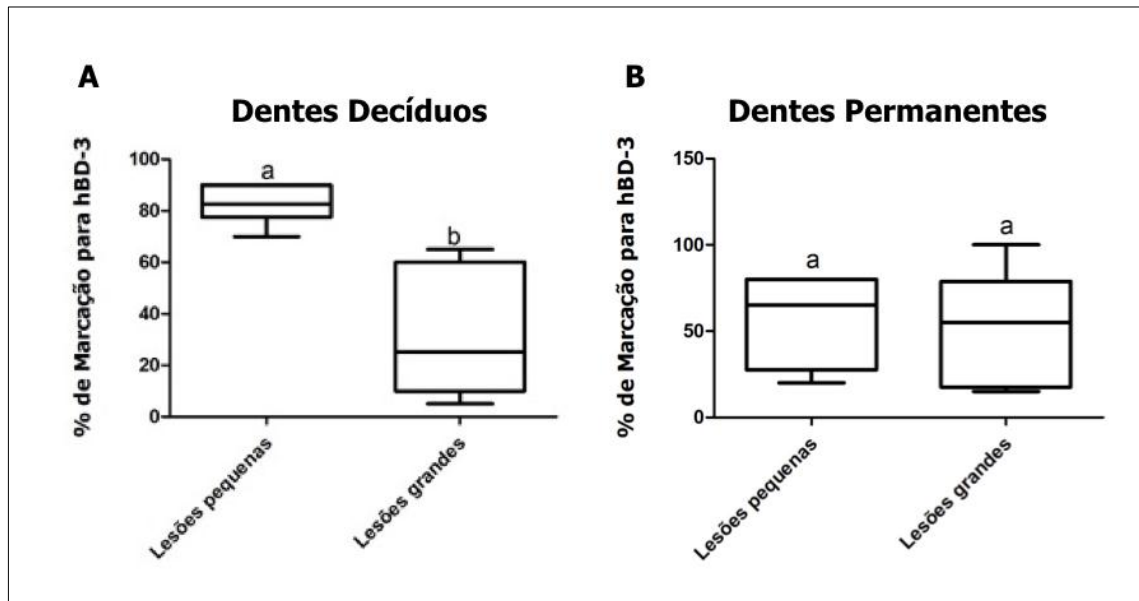 A
Dentes Decíduos
% de Marcação para hBD-3
100
80
60
40
20
0
a
b
Lesões pequenas
Lesões grandes
B
Dentes Permanentes
% de Marcação para hBD-3
150
100
50
0
a
a
Lesões pequenas
Lesões grandes